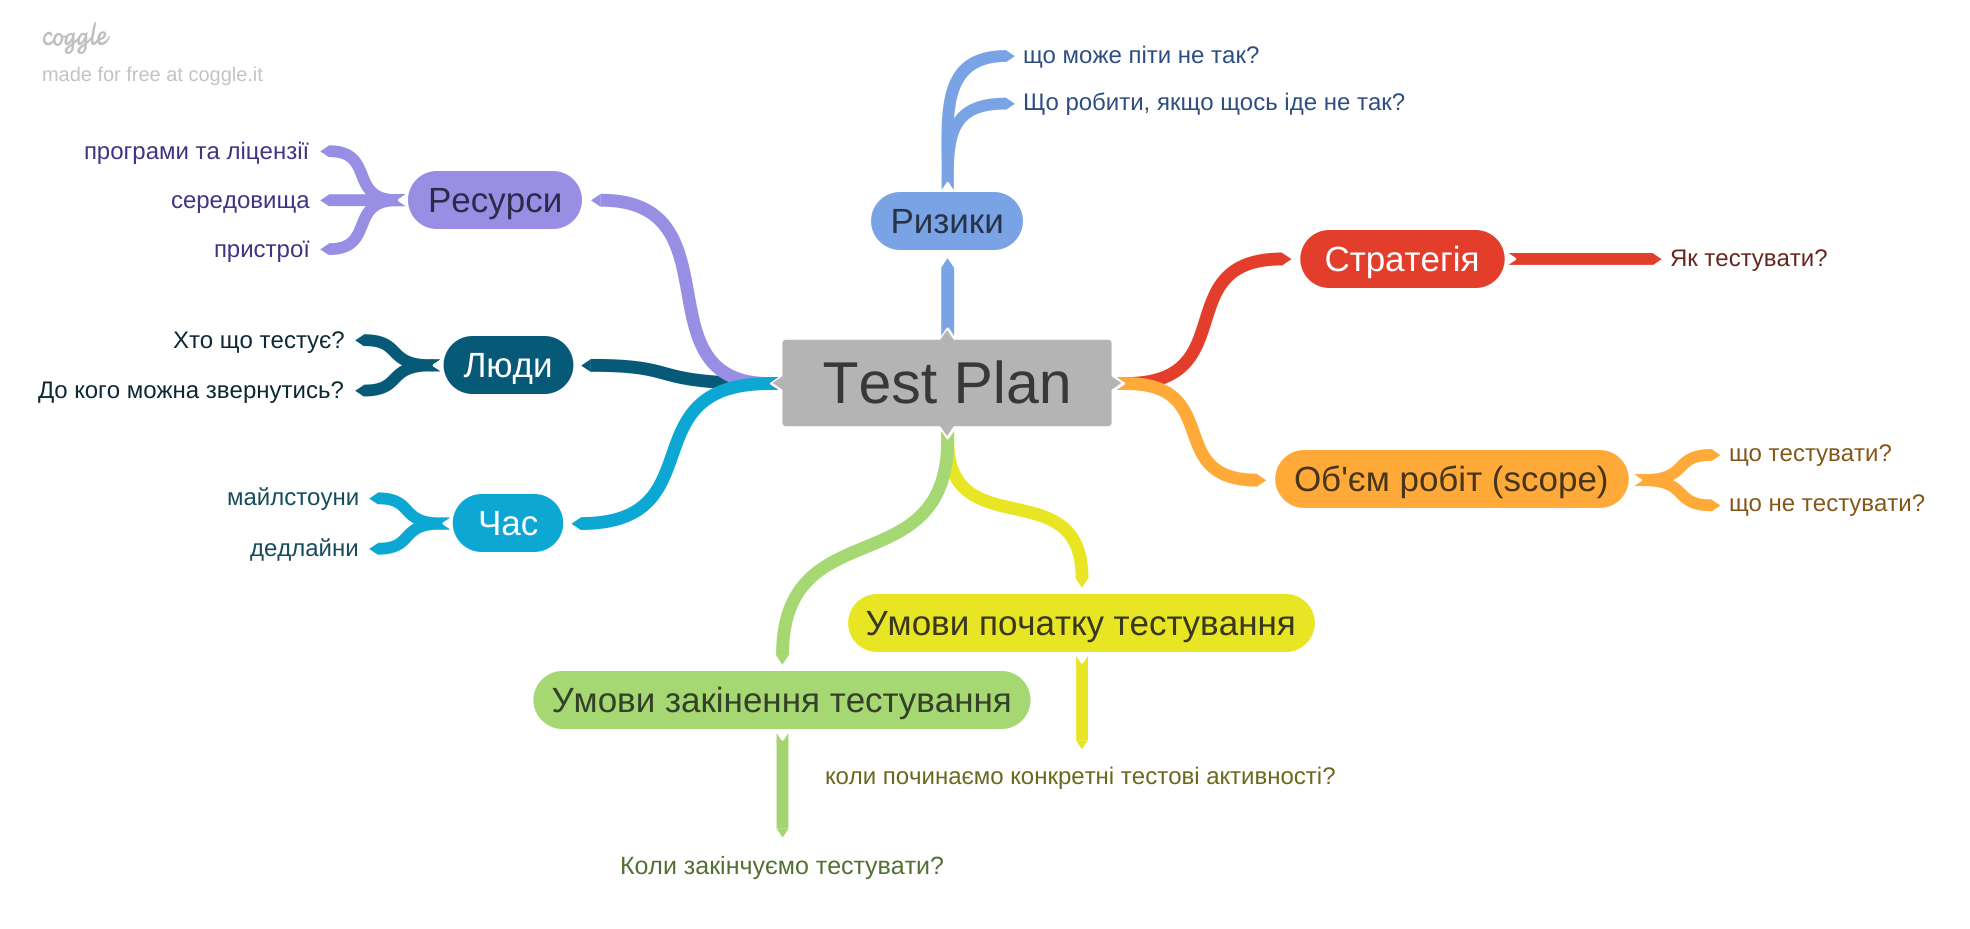 coggle
made for free at coggle.it
що може піти не так?
Що робити, якщо щось іде не так?
Ризики
програми та ліцензії
середовища
пристрої
Ресурси
Стратегія
Як тестувати?
Хто що тестує?
До кого можна звернутись?
Люди
Test Plan
Об'єм робіт (scope)
що тестувати?
що не тестувати?
майлстоуни
дедлайни
Час
Умови початку тестування
коли починаємо конкретні тестові активності?
Умови закінення тестування
Коли закінчуємо тестувати?